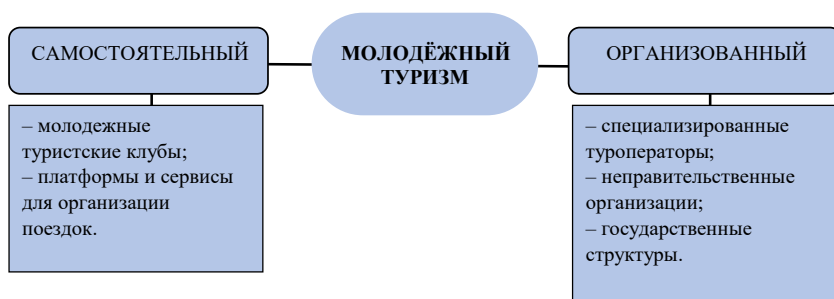 САМОСТОЯТЕЛЬНЫЙ
МОЛОДЁЖНЫЙ
ТУРИЗМ
ОРГАНИЗОВАННЫЙ
– молодежные
туристские клубы;
– платформы и сервисы
для организации
поездок.
– специализированные
туроператоры;
– неправительственные
организации;
– государственные
структуры.